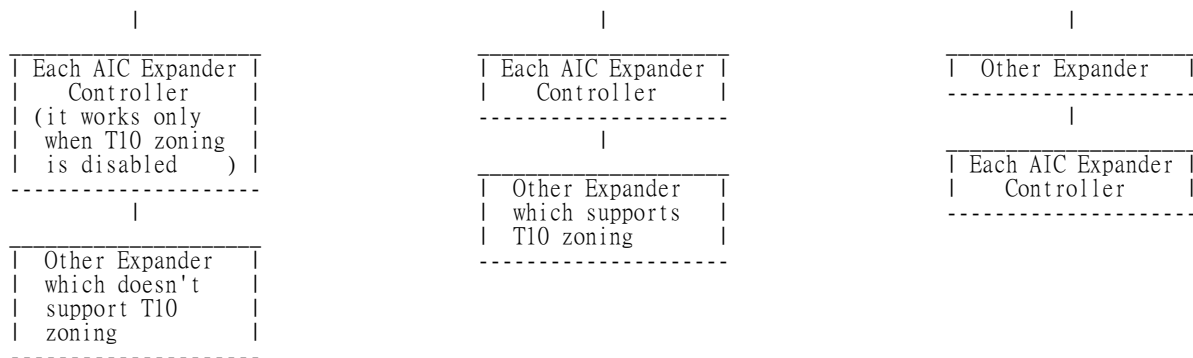 Each AIC Expander
Controller
(it works only
when T10 zoning
is disabled )
Other Expander
which doesn't
support T10
zoning
Each AIC Expander
Controller
Other Expander
which supports
T10 zoning
Other Expander
Each AIC Expander
Controller